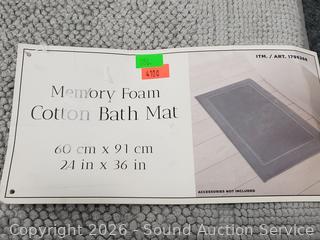 ITM. / ART. 1785368
4700
Memory Foam
Cotton Bath Mat
60 cm x 91 cm
24 in x 36 in
ACCESSORIES NOT INCLUDED
Copyright 2026 - Sound Auction Service